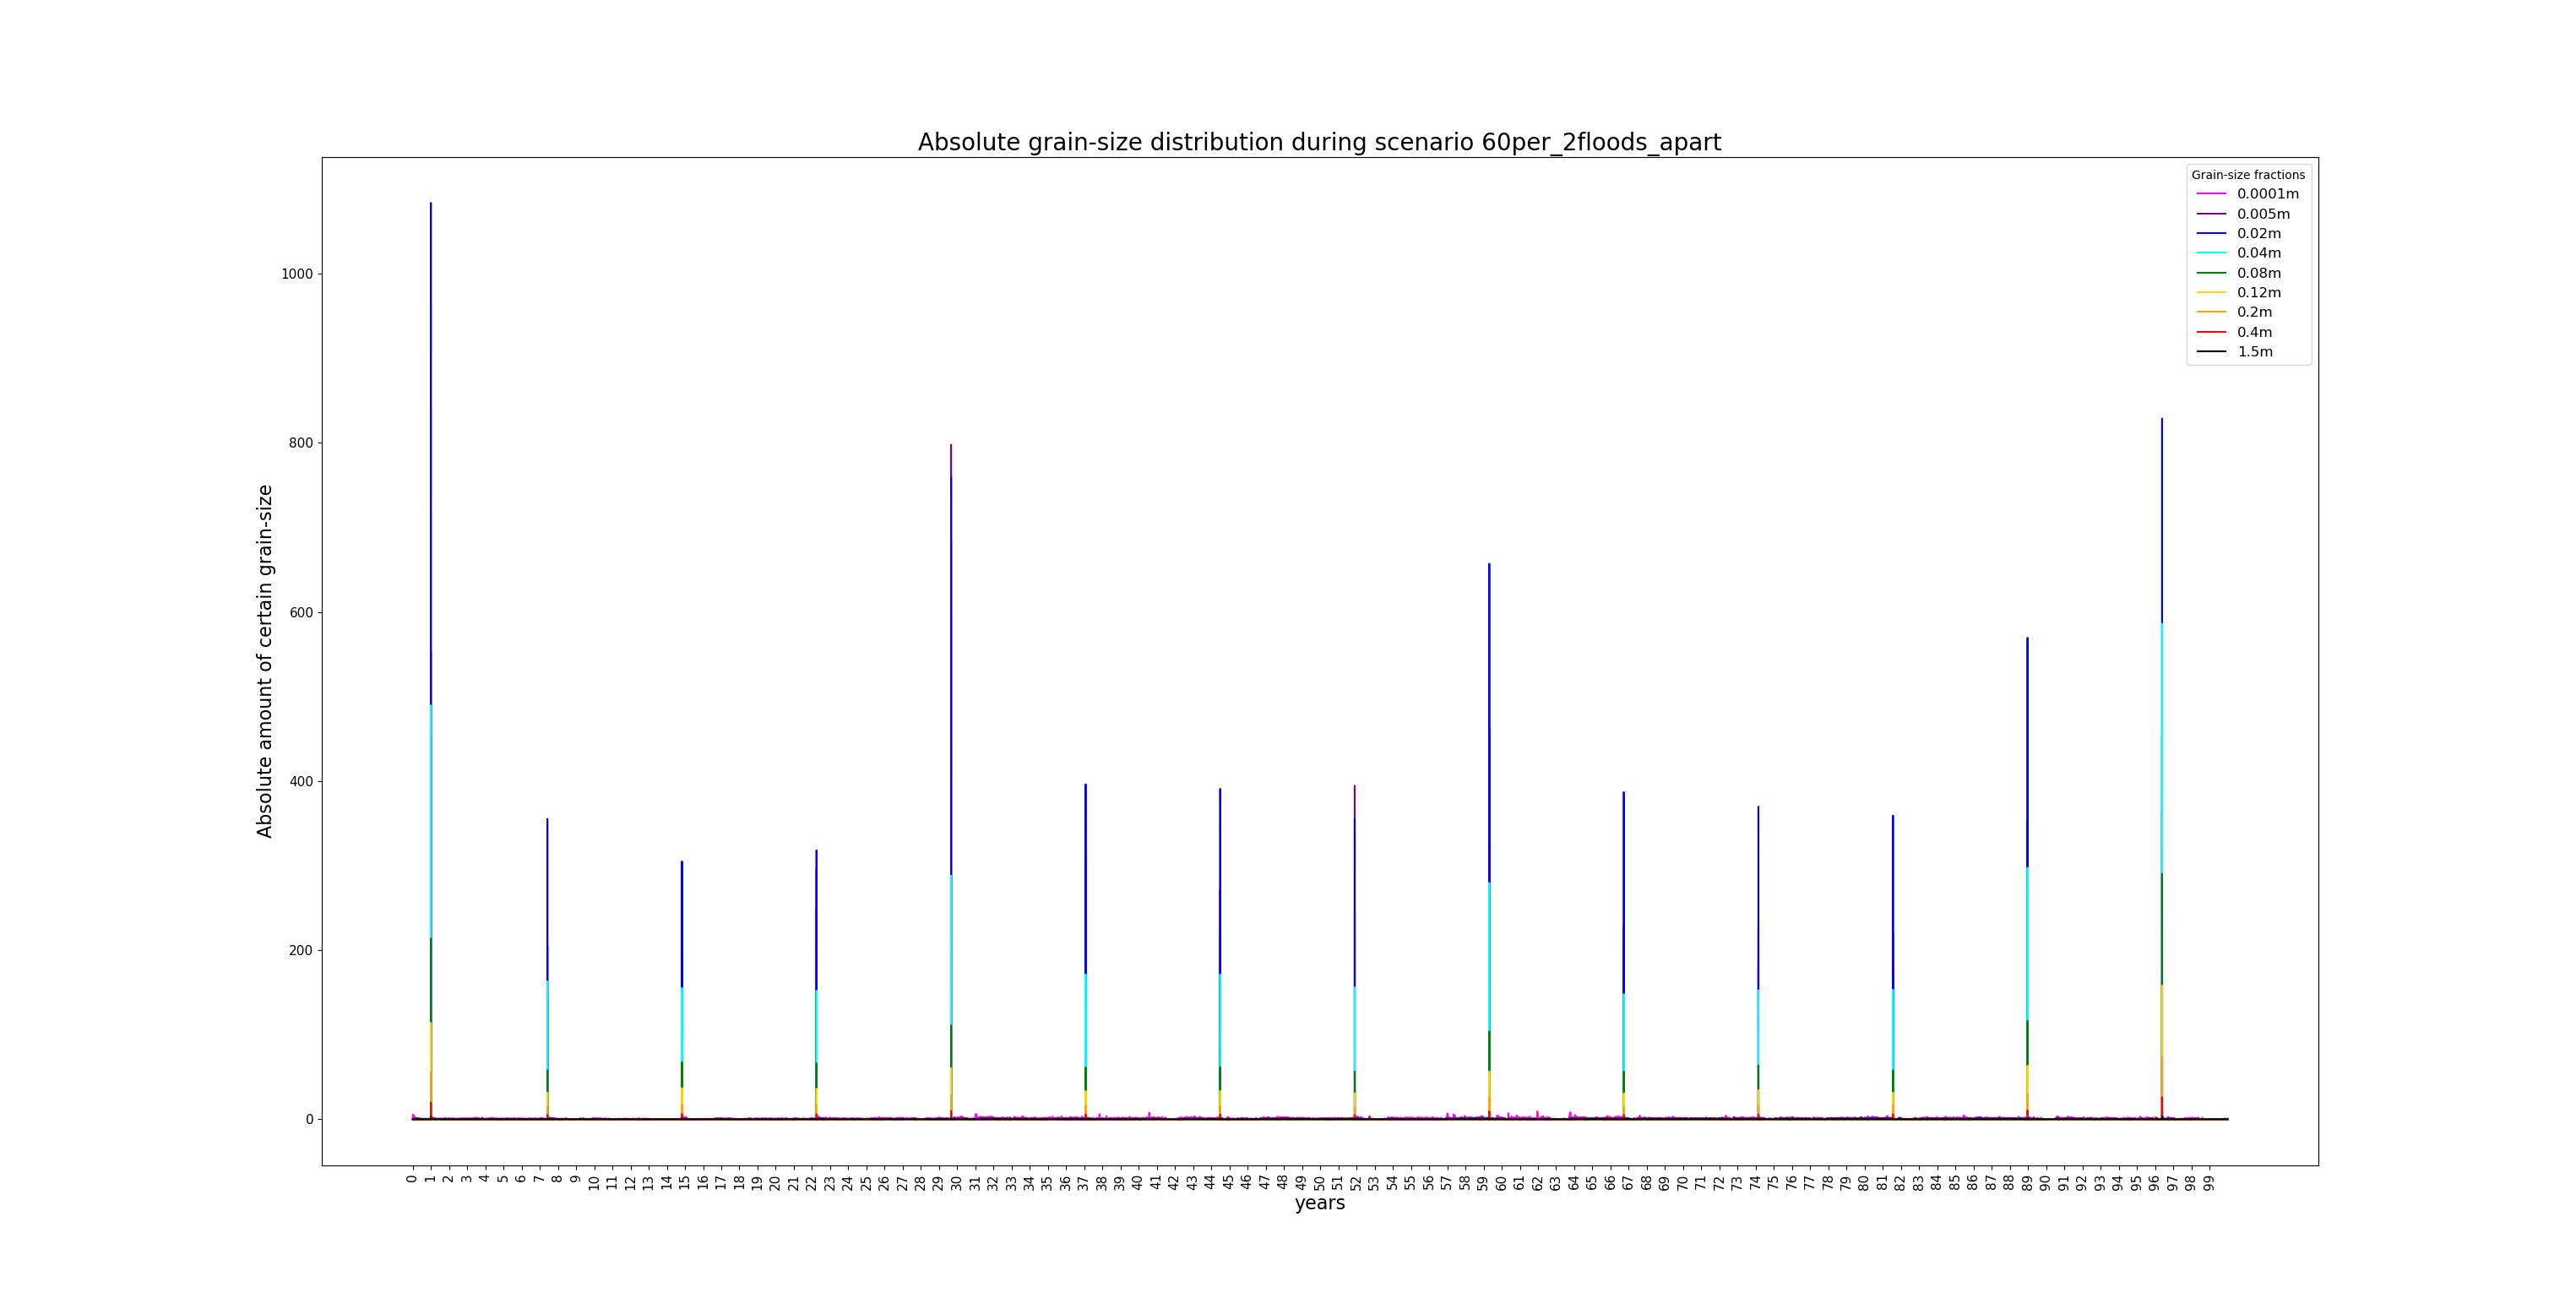 Absolute grain-size distribution during scenario 60per_2floods_apart
Grain-size fractions
0.0001m
0.005m
0.02m
0.04m
0.08m
0.12m
0.2m
0.4m
1.5m
1000
800
600
400
200
0
Absolute amount of certain grain-size
0 1 2 3 4 5 6 7 8 9 10 11 12 13 14 15 16 17 18 19 20 21 22 23 24 25 26 27 28 29 30 31 32 33 34 35 36 37 38 39 40 41 42 43 44 45 46 47 48 49 50 51 52 53 54 55 56 57 58 59 60 61 62 63 64 65 66 67 68 69 70 71 72 73 74 75 76 77 78 79 80 81 82 83 84 85 86 87 88 89 90 91 92 93 94 95 96 97 98 99
years